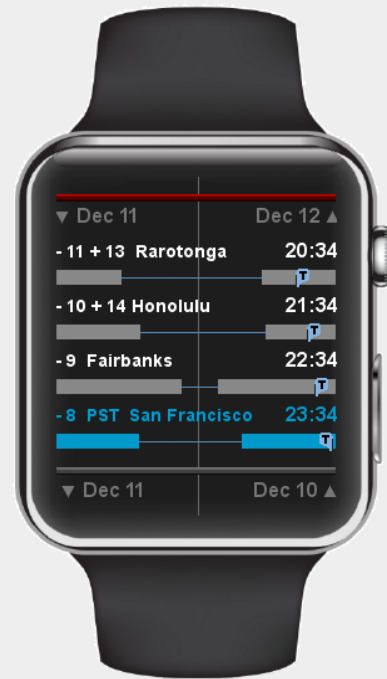 ▼ Dec 11 Dec 12 ▲
- 11 + 13 Rarotonga 20:34
T
- 10 + 14 Honolulu 21:34
T
- 9 Fairbanks 22:34
T
- 8 PST San Francisco 23:34
T
▼ Dec 11 Dec 10 ▲